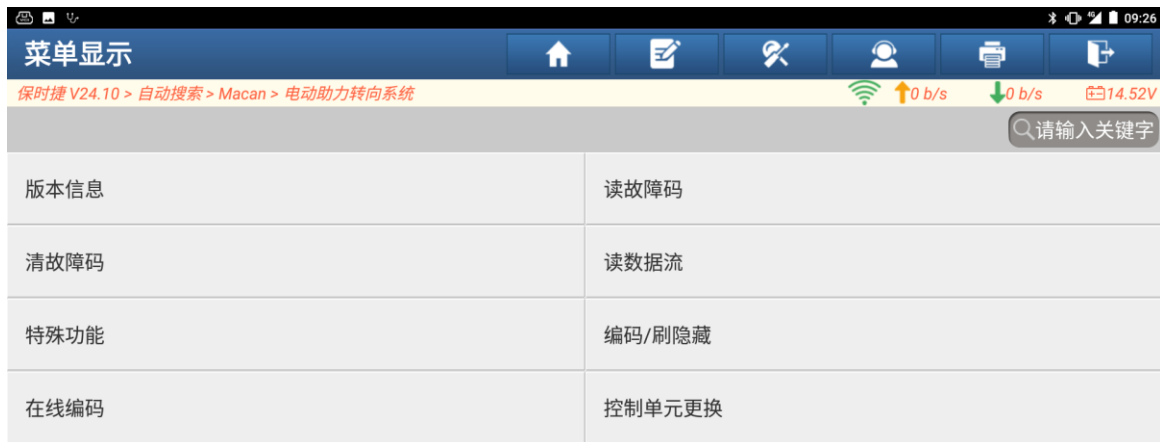 4G 09:26
菜单显示
保时捷 V24.10 > 自动搜索 > Macan > 电动助力转向系统 0 b/s 0 b/s 14.52V
请输入关键字
版本信息 读故障码
清故障码 读数据流
特殊功能 编码/刷隐藏
在线编码 控制单元更换